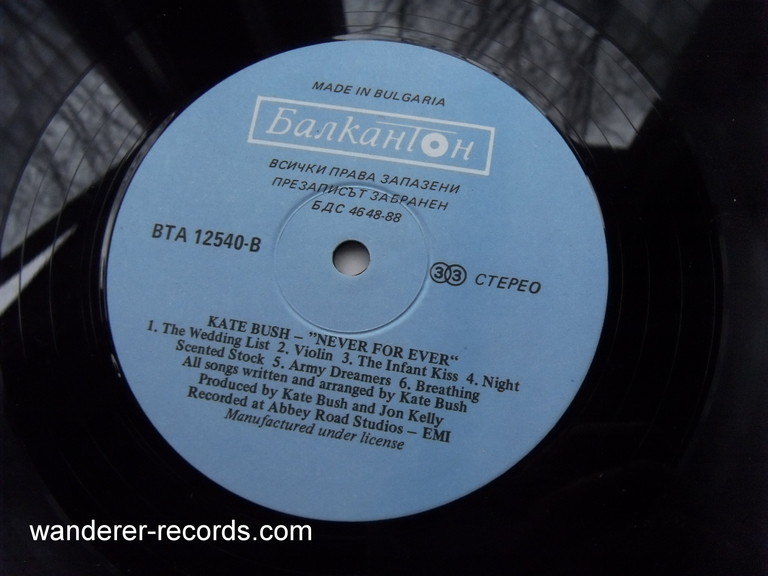 MADE IN BULGARIA
Балкантон
ВСИЧКИ ПРАВА ЗАПАЗЕНИ
ПРЕЗАПИСЪТ ЗАБРАНЕН
БДС 4648-88
ВТА 12540-В
33 СТЕРЕО
KATE BUSH – "NEVER FOR EVER"
1. The Wedding List 2. Violin 3. The Infant Kiss 4. Night
Scented Stock 5. Army Dreamers 6. Breathing
All songs written and arranged by Kate Bush
Produced by Kate Bush and Jon Kelly
Recorded at Abbey Road Studios – EMI
Manufactured under license
wanderer-records.com